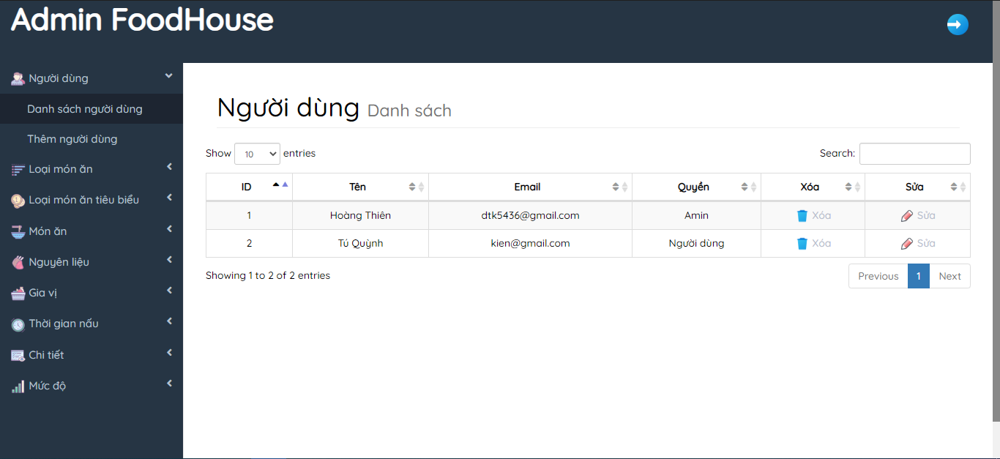 Admin FoodHouse
Người dùng
Danh sách người dùng
Thêm người dùng
Loại món ăn
Loại món ăn tiêu biểu
Món ăn
Nguyên liệu
Gia vị
Thời gian nấu
Chi tiết
Mức độ
Người dùng Danh sách
Show 10 entries Search:
ID Tên Email Quyền Xóa Sửa
1 Hoàng Thiên dtk5436@gmail.com Amin Xóa Sửa
2 Tú Quỳnh kien@gmail.com Người dùng Xóa Sửa
Showing 1 to 2 of 2 entries Previous 1 Next